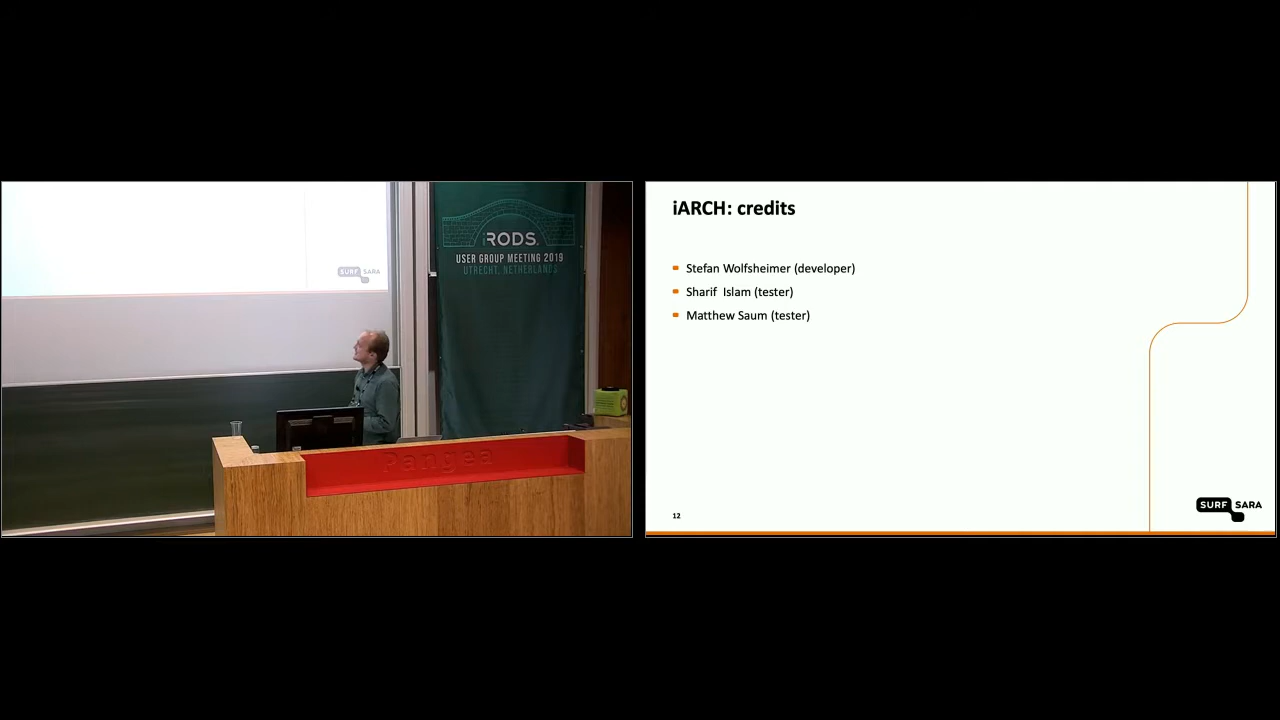 SURF SARA
iRODS
USER GROUP MEETING 2019
UTRECHT, NETHERLANDS
Pangea
iARCH: credits
Stefan Wolfsheimer (developer)
Sharif Islam (tester)
Matthew Saum (tester)
12
SURF SARA